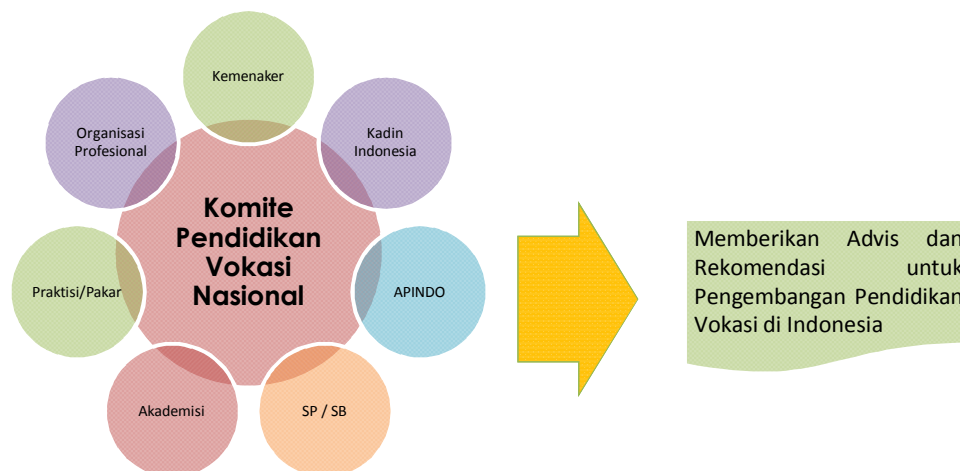 Kemenaker
Organisasi
Profesional
Kadin
Indonesia
Komite
Pendidikan
Vokasi
Nasional
Praktisi/Pakar
APINDO
Akademisi
SP / SB
Memberikan Advis dan
Rekomendasi untuk
Pengembangan Pendidikan
Vokasi di Indonesia